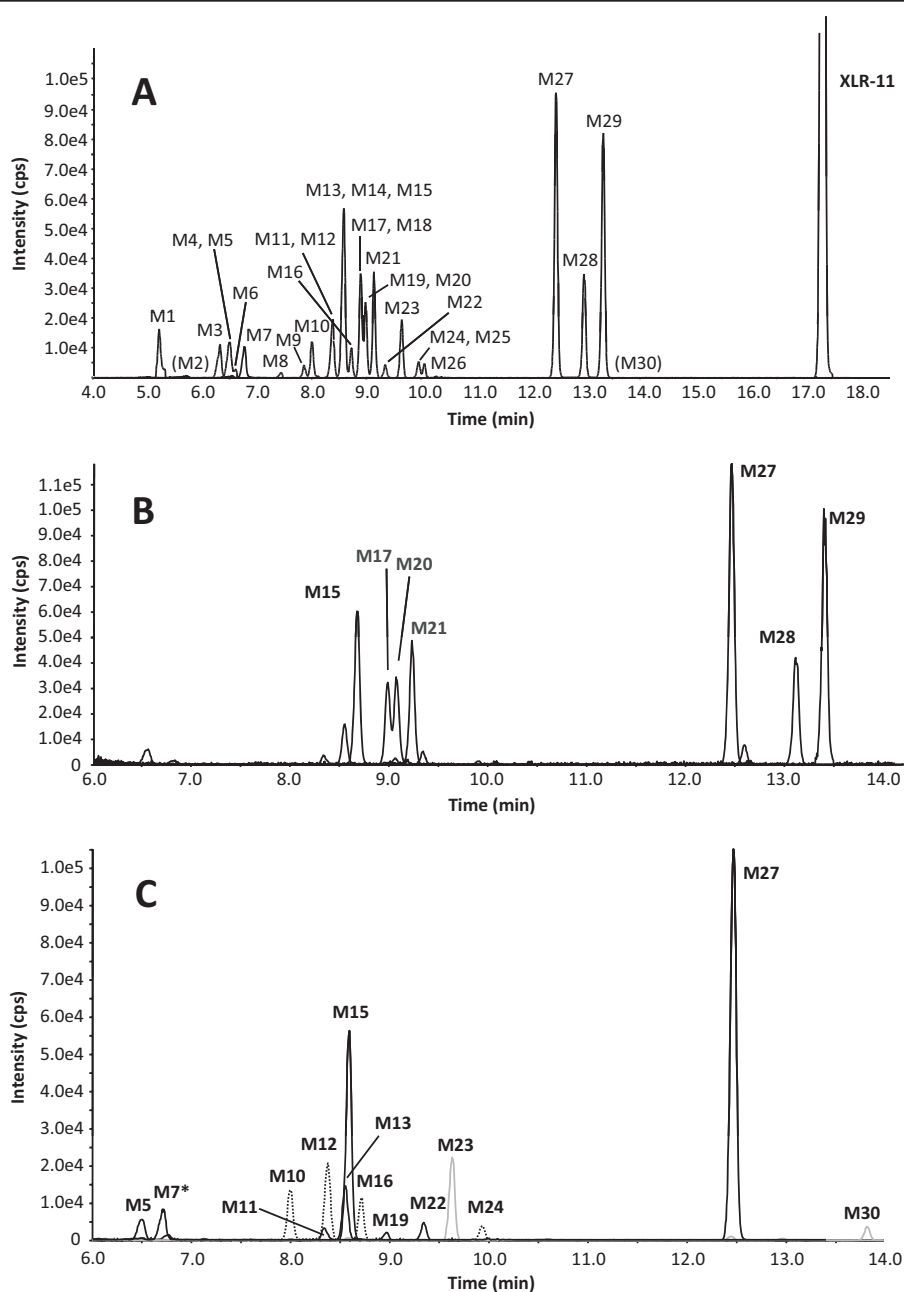 A
XLR-11
M27
M29
M28
(M30)
M13, M14, M15
M17, M18
M11, M12
M21
M16
M19, M20
M4, M5
M6
M22
M23
M1
M3
M7
M9
M10
M24, M25
(M2)
M8
M26
Intensity (cps)
1.0e5
9.0e4
8.0e4
7.0e4
6.0e4
5.0e4
4.0e4
3.0e4
2.0e4
1.0e4
4.0 5.0 6.0 7.0 8.0 9.0 10.0 11.0 12.0 13.0 14.0 15.0 16.0 17.0 18.0
Time (min)
B
M27
M29
M17
M20
M15
M21
M28
Intensity (cps)
1.1e5
1.0e5
9.0e4
8.0e4
7.0e4
6.0e4
5.0e4
4.0e4
3.0e4
2.0e4
1.0e4
0
6.0 7.0 8.0 9.0 10.0 11.0 12.0 13.0 14.0
Time (min)
C
M27
M15
M13
M12
M23
M10
M16
M5
M7*
M11
M19
M22
M24
M30
Intensity (cps)
1.0e5
9.0e4
8.0e4
7.0e4
6.0e4
5.0e4
4.0e4
3.0e4
2.0e4
1.0e4
0
6.0 7.0 8.0 9.0 10.0 11.0 12.0 13.0 14.0
Time (min)